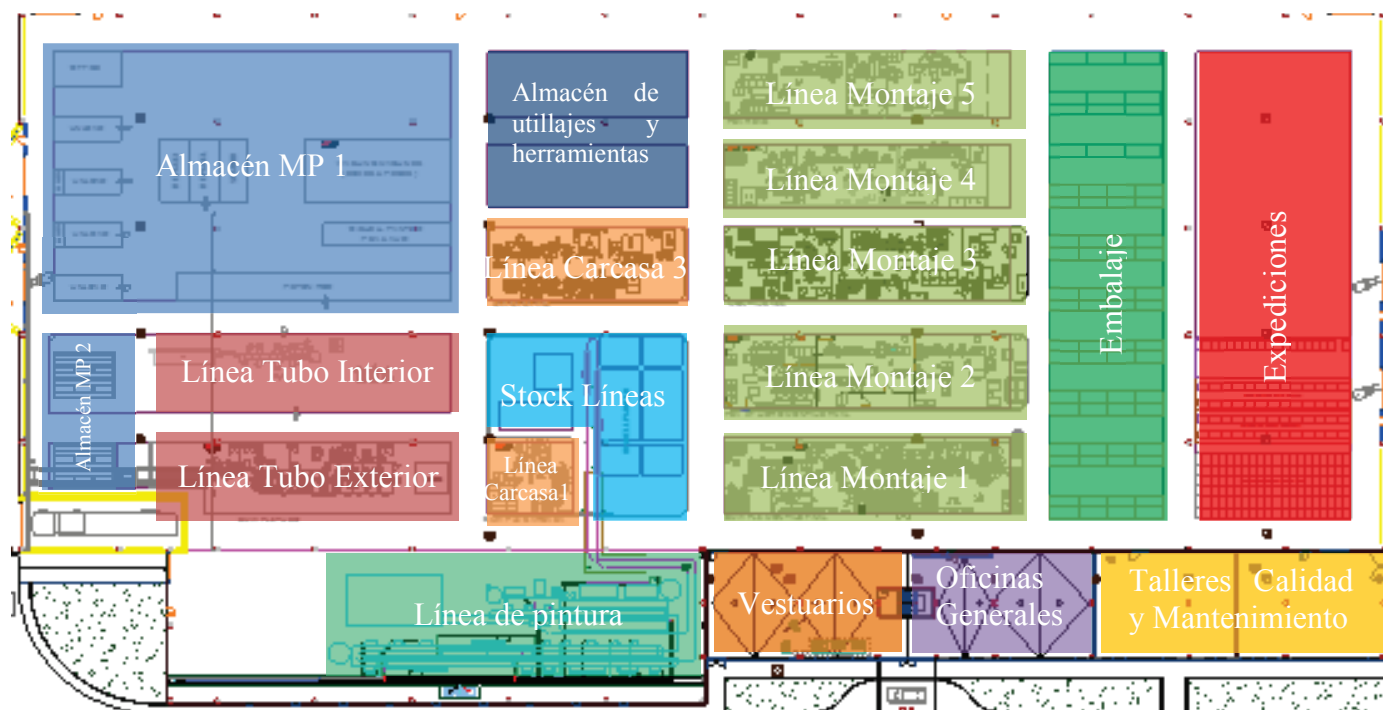 Almacén MP 1
Almacén de
utillajes y
herramientas
Línea Montaje 5
Línea Montaje 4
Línea Carcasa 3
Línea Montaje 3
Embalaje
Expediciones
Almacén MP 2
Línea Tubo Interior
Stock Líneas
Línea Montaje 2
Línea Tubo Exterior
Línea
Carcasa1
Línea Montaje 1
Línea de pintura
Vestuarios
Oficinas
Generales
Talleres Calidad
y Mantenimiento